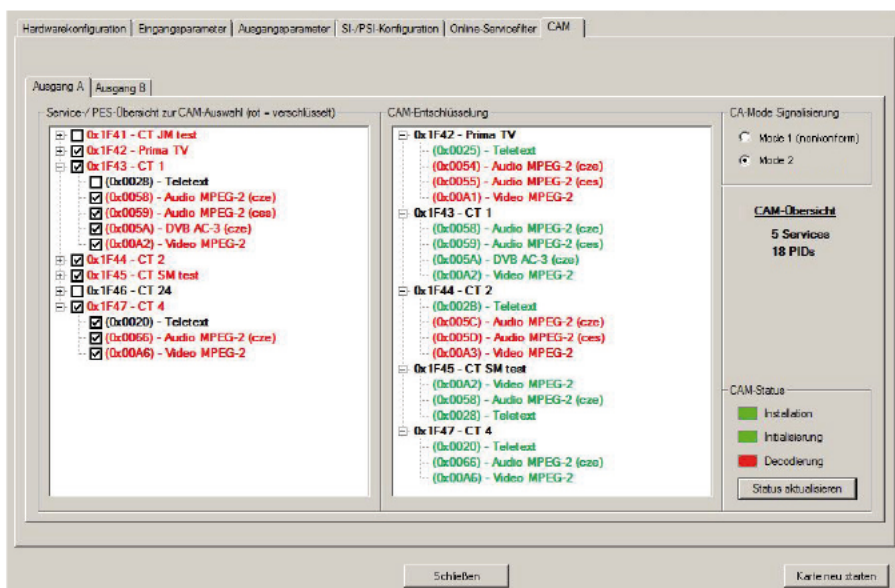 Hardwarekonfiguration Eingangsparameter Ausgangsparameter SI-/PSI-Konfiguration Online-Servicefilter CAM
Ausgang A Ausgang B
Service-/ PES-Übersicht zur CAM-Auswahl (rot = verschlüsselt)
0x1F41 - CT JM test
0x1F42 - Prima TV
0x1F43 - CT 1
(0x0028) - Teletext
(0x0058) - Audio MPEG-2 (cze)
(0x0059) - Audio MPEG-2 (ces)
(0x005A) - DVB AC-3 (cze)
(0x00A2) - Video MPEG-2
0x1F44 - CT 2
0x1F45 - CT SM test
0x1F46 - CT 24
0x1F47 - CT 4
(0x0020) - Teletext
(0x0066) - Audio MPEG-2 (cze)
(0x00A6) - Video MPEG-2
CAM-Entschlüsselung
0x1F42 - Prima TV
(0x0025) - Teletext
(0x0054) - Audio MPEG-2 (cze)
(0x0055) - Audio MPEG-2 (ces)
(0x00A1) - Video MPEG-2
0x1F43 - CT 1
(0x0058) - Audio MPEG-2 (cze)
(0x0059) - Audio MPEG-2 (ces)
(0x005A) - DVB AC-3 (cze)
(0x00A2) - Video MPEG-2
0x1F44 - CT 2
(0x002B) - Teletext
(0x005C) - Audio MPEG-2 (cze)
(0x005D) - Audio MPEG-2 (ces)
(0x00A3) - Video MPEG-2
0x1F45 - CT SM test
(0x00A2) - Video MPEG-2
(0x0058) - Audio MPEG-2 (cze)
(0x0028) - Teletext
0x1F47 - CT 4
(0x0020) - Teletext
(0x0066) - Audio MPEG-2 (cze)
(0x00A6) - Video MPEG-2
CA-Mode Signalisierung
Mode 1 (nonkonform)
Mode 2
CAM-Übersicht
5 Services
18 PIDs
CAM-Status
Installation
Initialisierung
Decodierung
Status aktualisieren
Schließen
Karte neu starten